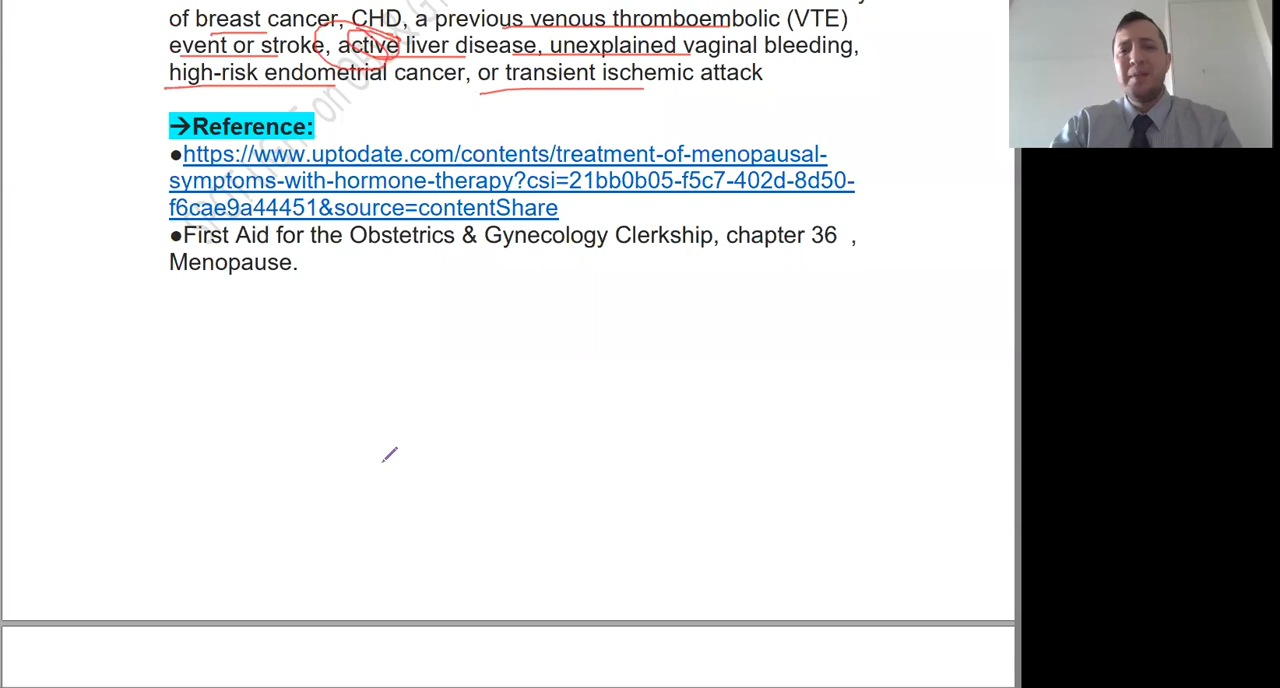 of breast cancer, CHD, a previous venous thromboembolic (VTE)
event or stroke, active liver disease, unexplained vaginal bleeding,
high-risk endometrial cancer, or transient ischemic attack
→Reference:
●https://www.uptodate.com/contents/treatment-of-menopausal-
symptoms-with-hormone-therapy?csi=21bb0b05-f5c7-402d-8d50-
f6cae9a44451&source=contentShare
●First Aid for the Obstetrics & Gynecology Clerkship, chapter 36 ,
Menopause.